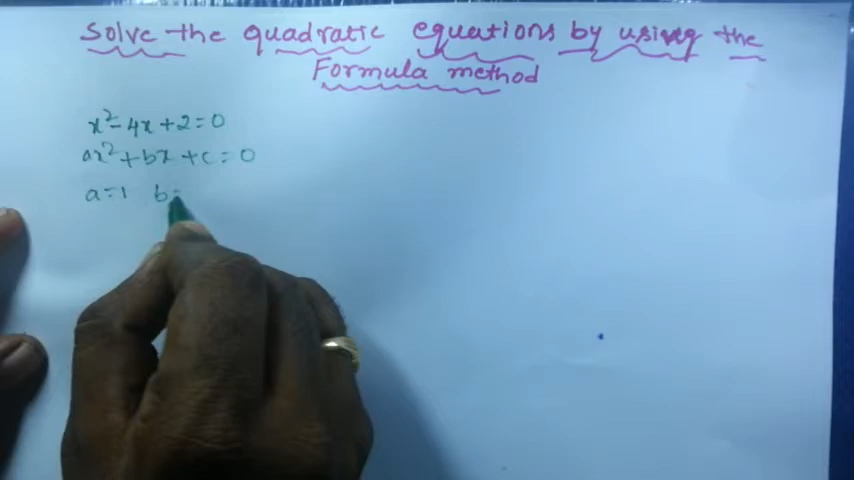 Solve the quadratic equations by using the
Formula method
x²-4x+2=0
ax²+bx+c=0
a=1 b=